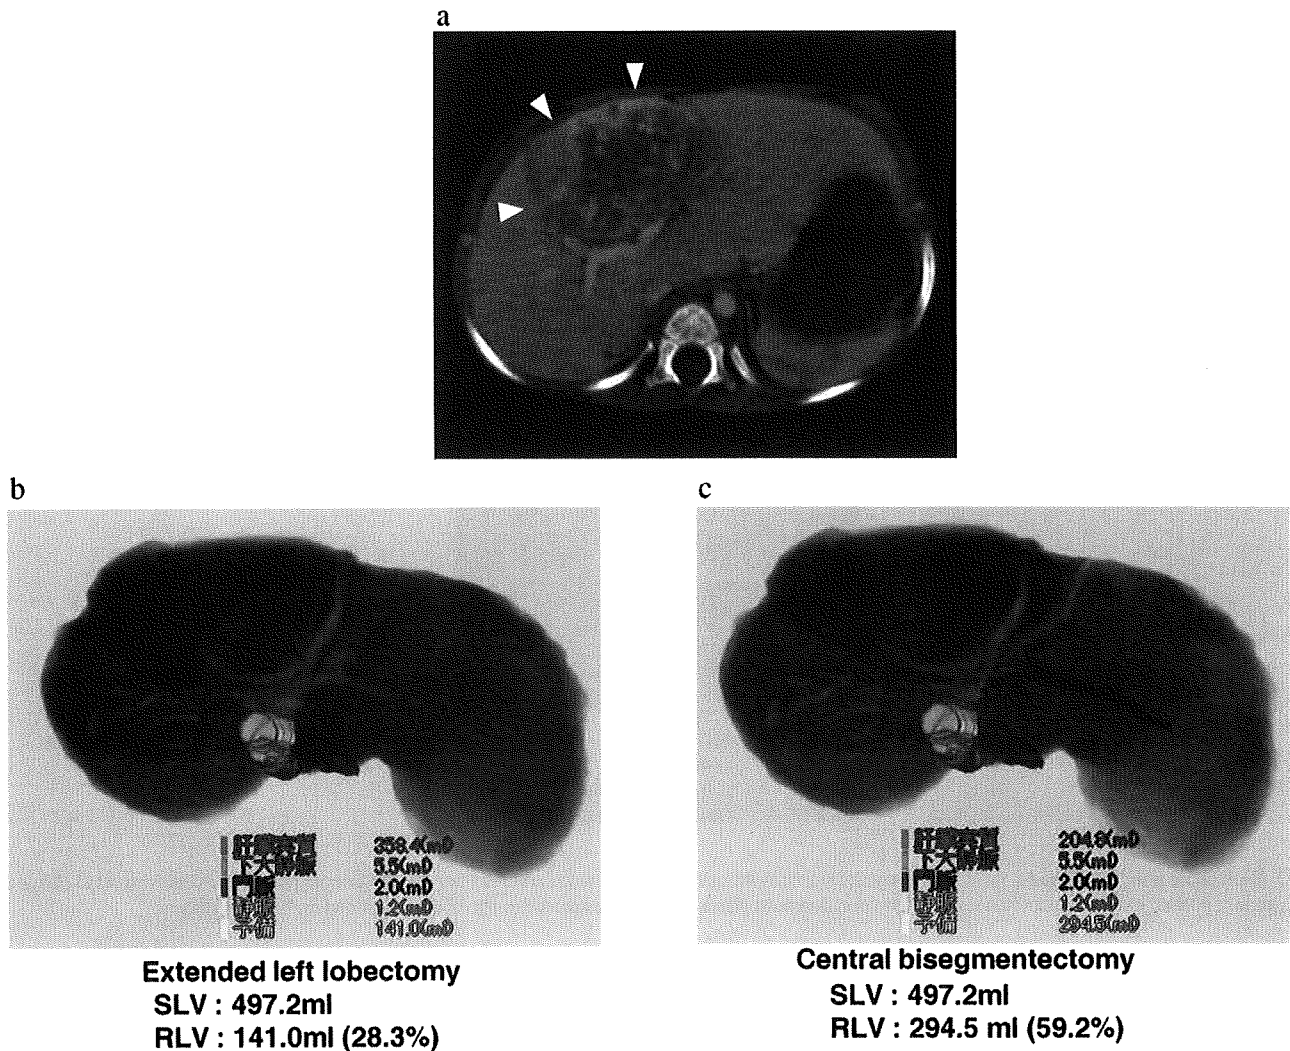 a
b
c
肝臓容量 358.4(ml)
下大静脈 5.5(ml)
門脈 2.0(ml)
静脈 1.2(ml)
予備 141.0(ml)
肝臓容量 204.8(ml)
下大静脈 5.5(ml)
門脈 2.0(ml)
静脈 1.2(ml)
予備 294.5(ml)
Extended left lobectomy
SLV : 497.2ml
RLV : 141.0ml (28.3%)
Central bisegmentectomy
SLV : 497.2ml
RLV : 294.5 ml (59.2%)